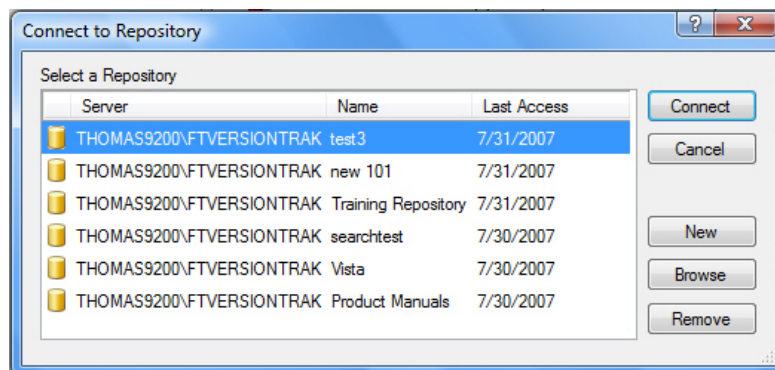 Connect to Repository
Select a Repository
Server Name Last Access
THOMAS9200\FTVERSIONTRAK test3 7/31/2007
THOMAS9200\FTVERSIONTRAK new 101 7/31/2007
THOMAS9200\FTVERSIONTRAK Training Repository 7/31/2007
THOMAS9200\FTVERSIONTRAK searchtest 7/30/2007
THOMAS9200\FTVERSIONTRAK Vista 7/30/2007
THOMAS9200\FTVERSIONTRAK Product Manuals 7/30/2007
Connect
Cancel
New
Browse
Remove